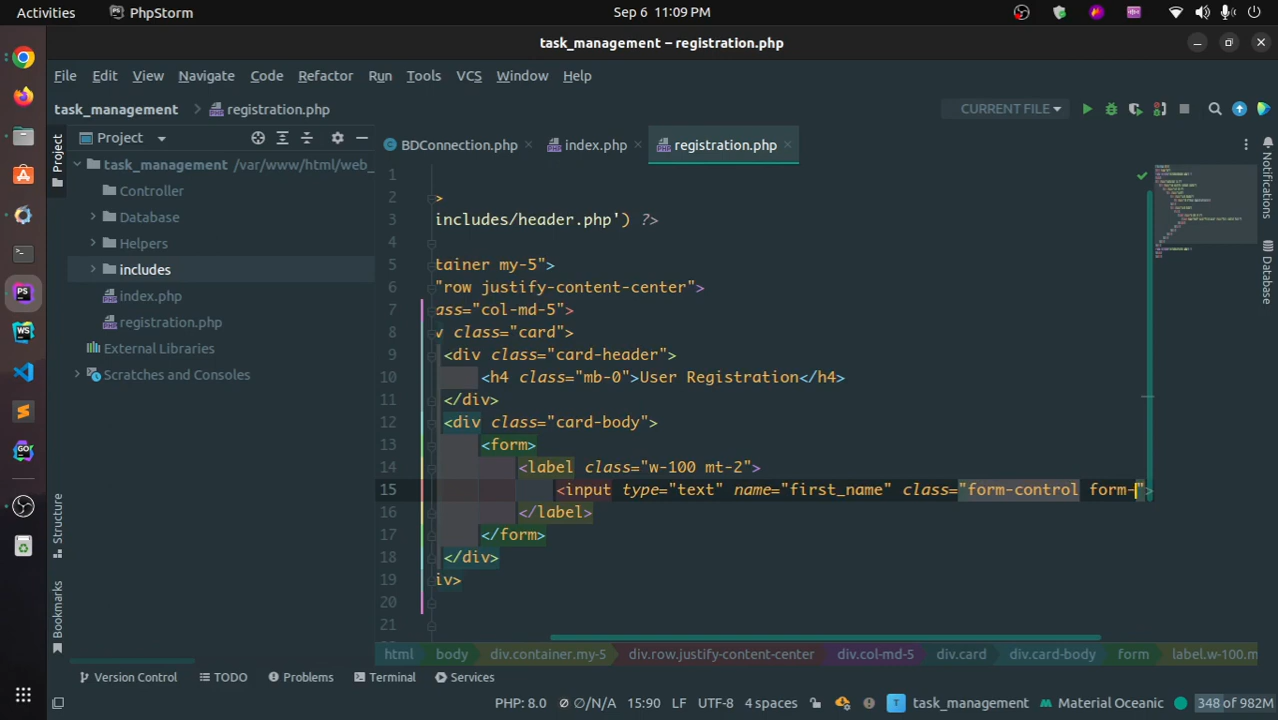 Activities PhpStorm Sep 6 11:09 PM
task_management – registration.php
File Edit View Navigate Code Refactor Run Tools VCS Window Help
task_management registration.php CURRENT FILE
Project Project BDConnection.php index.php registration.php
task_management /var/www/html/web_
Controller
Database
Helpers
includes
index.php
registration.php
External Libraries
Scratches and Consoles
1
2 >
3 includes/header.php') ?>
4
5 tainer my-5">
6 "row justify-content-center">
7 ass="col-md-5">
8 v class="card">
9 <div class="card-header">
10 <h4 class="mb-0">User Registration</h4>
11 </div>
12 <div class="card-body">
13 <form>
14 <label class="w-100 mt-2">
15 <input type="text" name="first_name" class="form-control form-">
16 </label>
17 </form>
18 </div>
19 iv>
20
21
Notifications
Database
Structure
Bookmarks
html body div.container.my-5 div.row.justify-content-center div.col-md-5 div.card div.card-body form label.w-100.m
Version Control TODO Problems Terminal Services
PHP: 8.0 ∅/N/A 15:90 LF UTF-8 4 spaces T task_management Material Oceanic 348 of 982M